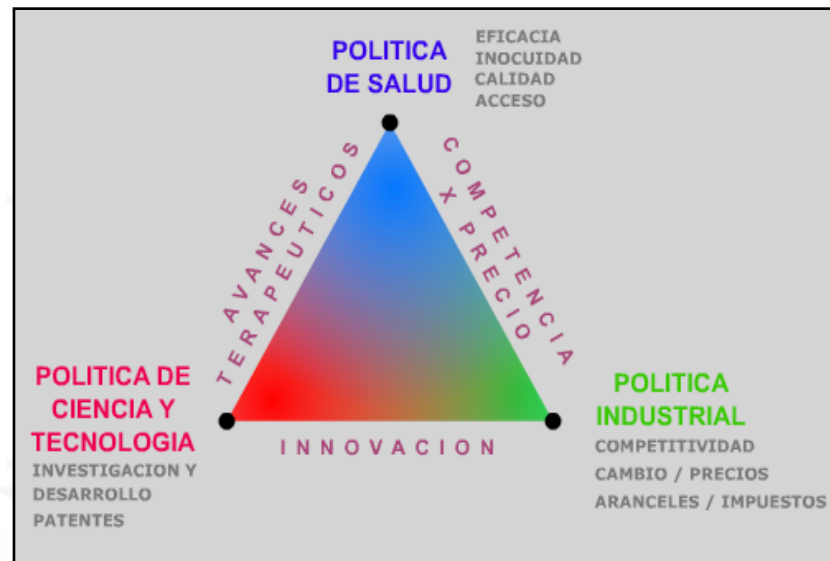 POLITICA
DE SALUD
EFICACIA
INOCUIDAD
CALIDAD
ACCESO
AVANCES
TERAPEUTICOS
COMPETENCIA
X PRECIO
POLITICA DE
CIENCIA Y
TECNOLOGIA
INVESTIGACION Y
DESARROLLO
PATENTES
INNOVACION
POLITICA
INDUSTRIAL
COMPETITIVIDAD
CAMBIO / PRECIOS
ARANCELES / IMPUESTOS